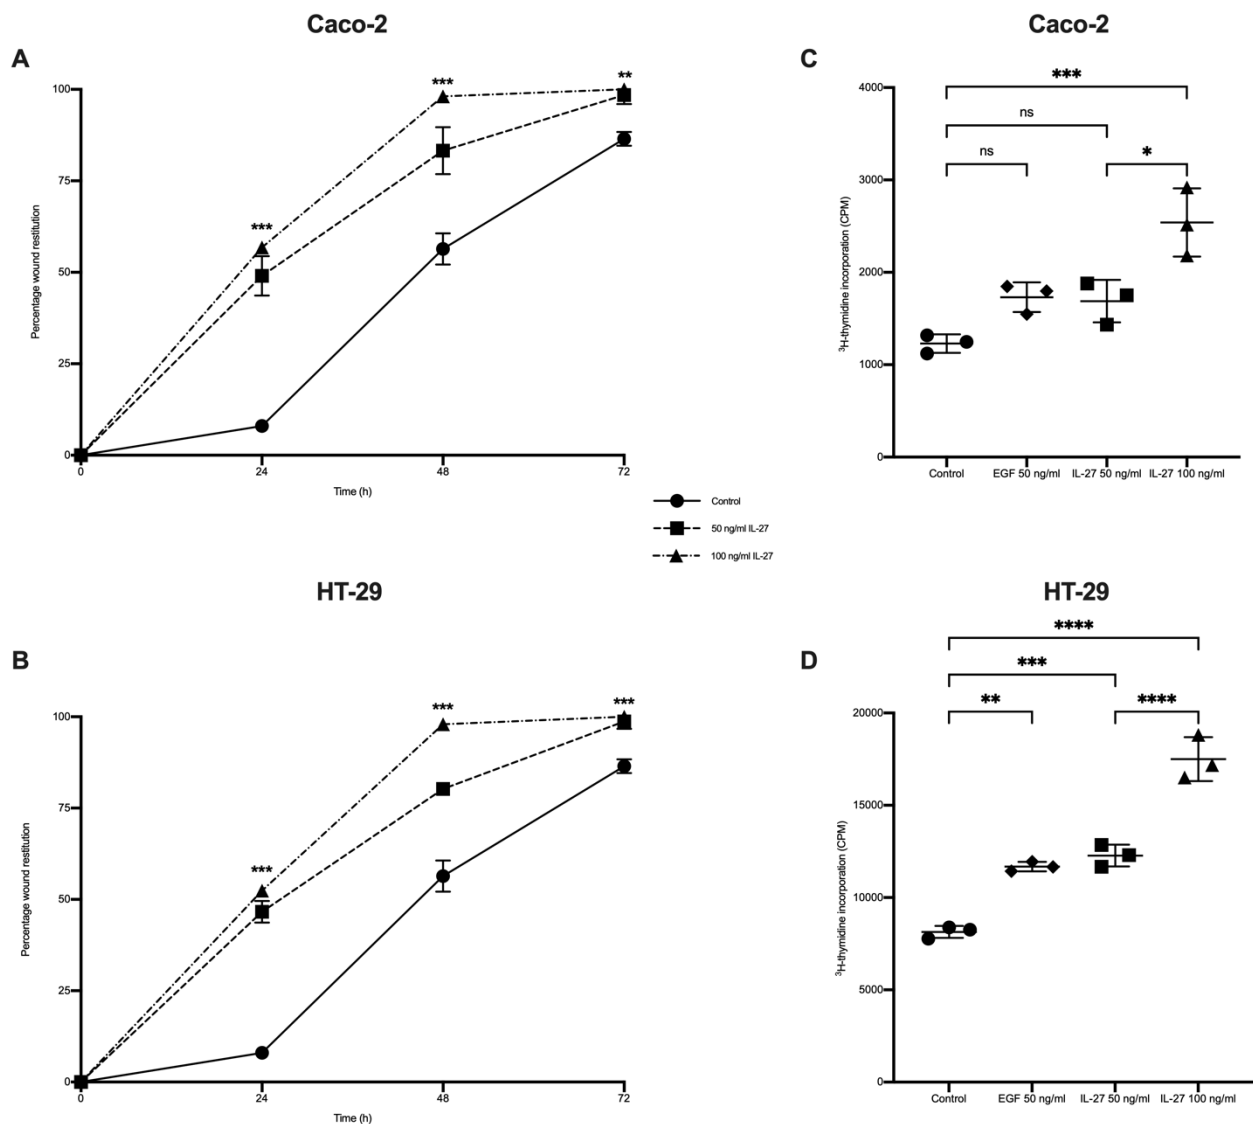 Caco-2
A
***
***
**
100
75
50
25
0
0
24
48
72
Percentage wound restitution
Time (h)
Caco-2
C
***
ns
ns
*
4000
3000
2000
1000
0
³H-thymidine incorporation (CPM)
Control
EGF 50 ng/ml
IL-27 50 ng/ml
IL-27 100 ng/ml
Control
50 ng/ml IL-27
100 ng/ml IL-27
HT-29
B
***
***
***
100
75
50
25
0
0
24
48
72
Percentage wound restitution
Time (h)
HT-29
D
****
***
**
****
20000
15000
10000
5000
0
³H-thymidine incorporation (CPM)
Control
EGF 50 ng/ml
IL-27 50 ng/ml
IL-27 100 ng/ml